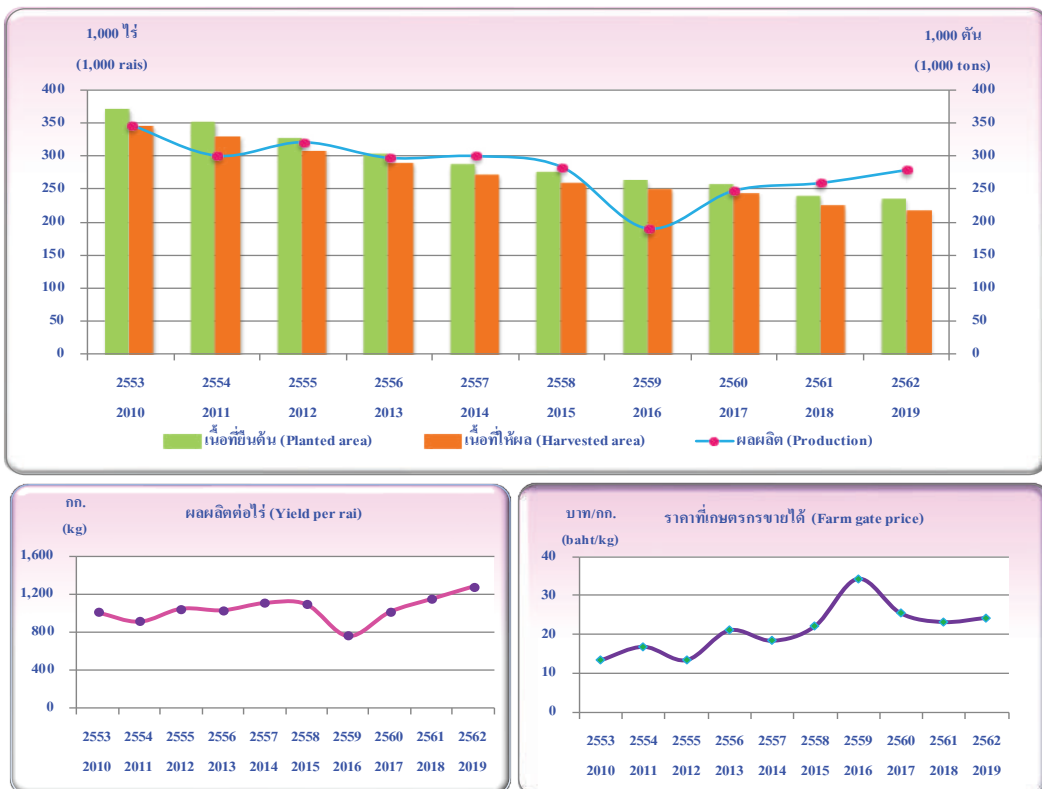 1,000 ไร่ 1,000 ตัน
(1,000 rais) (1,000 tons)
400 400
350 350
300 300
250 250
200 200
150 150
100 100
50 50
0 0
2553 2554 2555 2556 2557 2558 2559 2560 2561 2562
2010 2011 2012 2013 2014 2015 2016 2017 2018 2019
เนื้อที่ยืนต้น (Planted area) เนื้อที่ให้ผล (Harvested area) ผลผลิต (Production)
กก. ผลผลิตต่อไร่ (Yield per rai)
(kg)
1,600
1,200
800
400
0
2553 2554 2555 2556 2557 2558 2559 2560 2561 2562
2010 2011 2012 2013 2014 2015 2016 2017 2018 2019
บาท/กก. ราคาที่เกษตรกรขายได้ (Farm gate price)
(baht/kg)
40
30
20
10
0
2553 2554 2555 2556 2557 2558 2559 2560 2561 2562
2010 2011 2012 2013 2014 2015 2016 2017 2018 2019